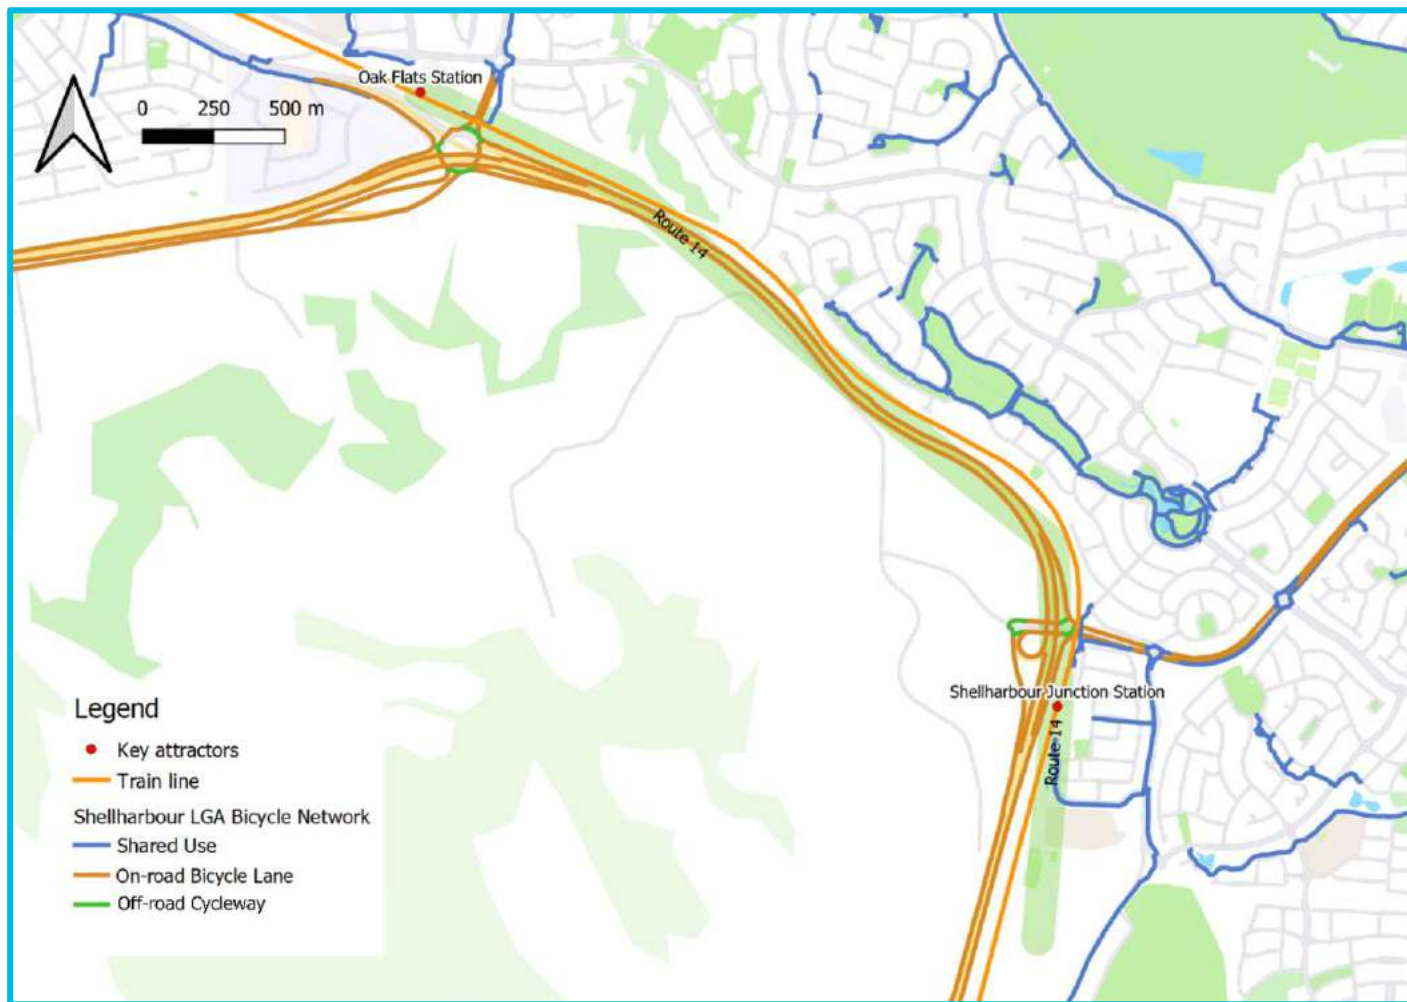 Oak Flats Station
0 250 500 m
Route 14
Shellharbour Junction Station
Route 14
Legend
Key attractors
Train line
Shellharbour LGA Bicycle Network
Shared Use
On-road Bicycle Lane
Off-road Cycleway